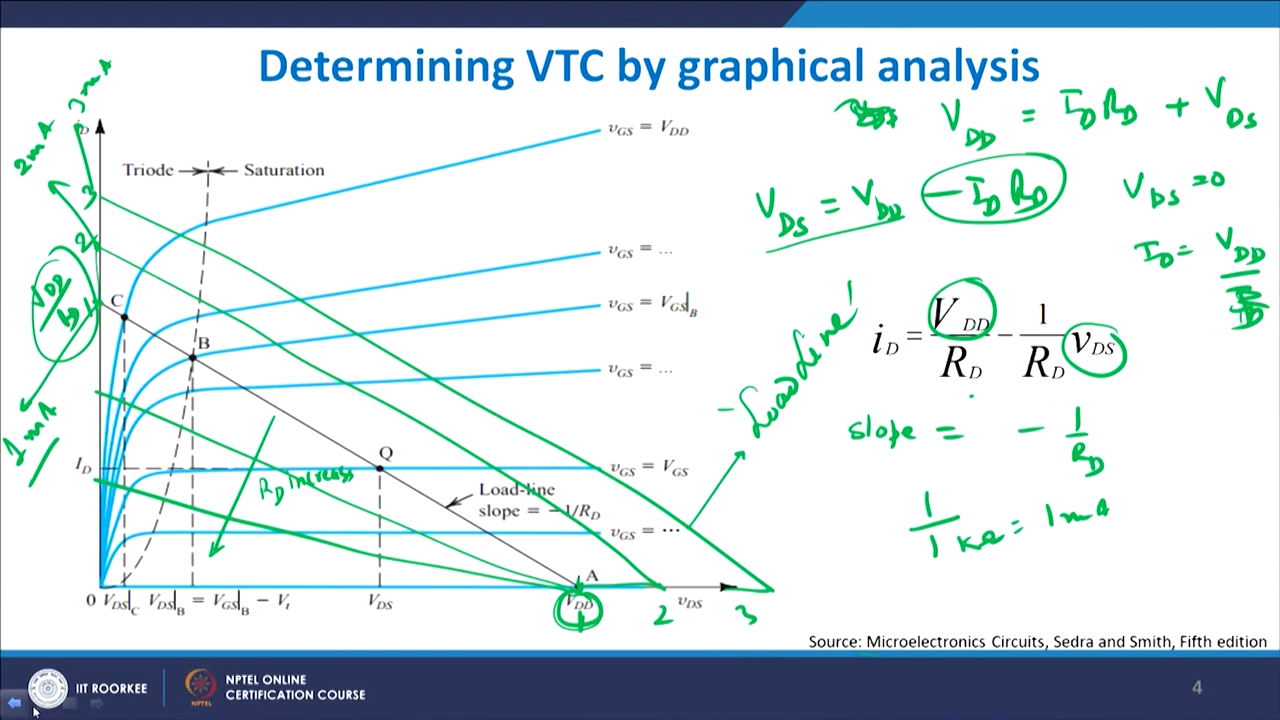 Determining VTC by graphical analysis
V_DD = I_D R_D + V_DS
V_DS = V_DD - I_D R_D
V_DS = 0
I_D = V_DD
i_D = V_DD/R_D - 1/R_D v_DS
slope = - 1/R_D
1/1 KΩ = 1 mA
- Load Line!
3 mA
2 mA
1 mA
3
2
1
V_DD
Triode
Saturation
v_GS = V_DD
v_GS = ...
v_GS = V_GS|_B
v_GS = ...
v_GS = V_GS
v_GS = ...
C
B
Q
A
I_D
R_D increases
Load-line
slope = -1/R_D
0 V_DS|_C V_DS|_B = V_GS|_B - V_t V_DS V_DD v_DS
1 2 3
Source: Microelectronics Circuits, Sedra and Smith, Fifth edition
IIT ROORKEE
NPTEL ONLINE
CERTIFICATION COURSE
4